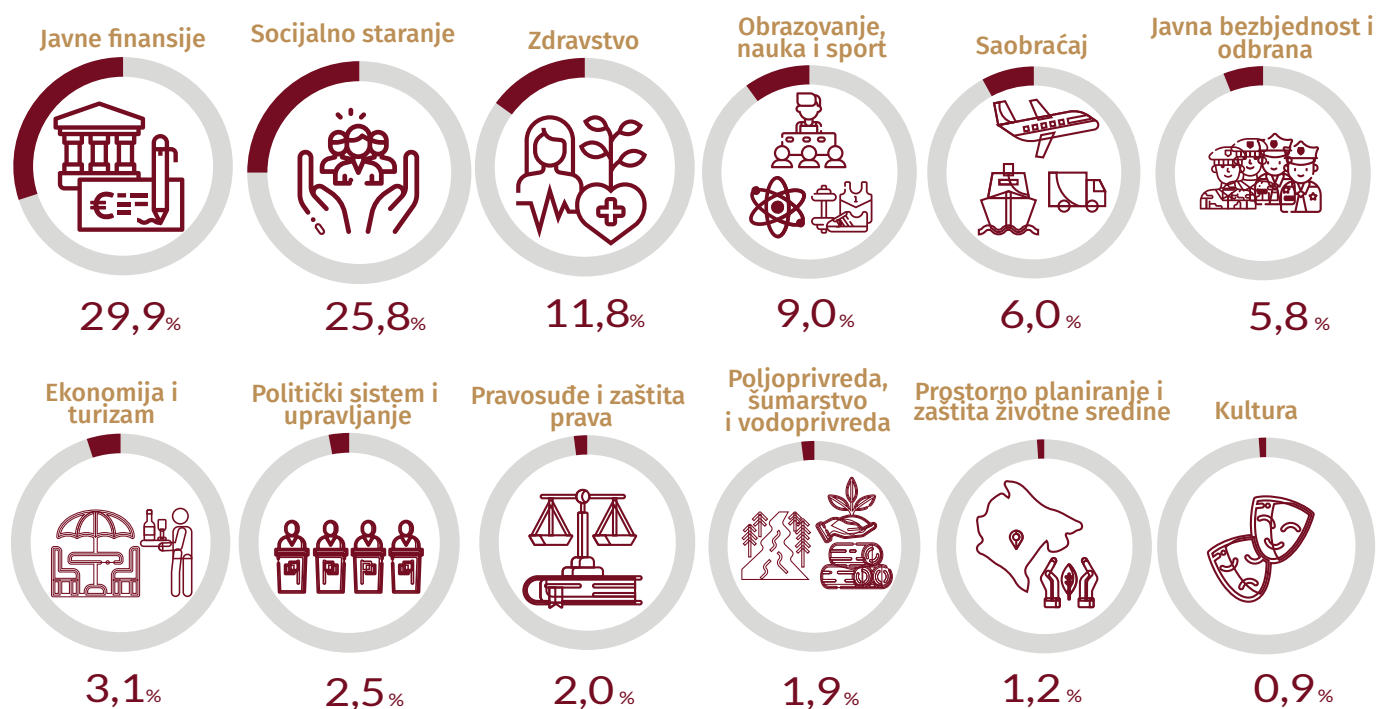 Javne finansije
29,9%
Socijalno staranje
25,8%
Zdravstvo
11,8%
Obrazovanje,
nauka i sport
9,0%
Saobraćaj
6,0 %
Javna bezbjednost i
odbrana
5,8 %
Ekonomija i
turizam
3,1%
Politički sistem i
upravljanje
2,5%
Pravosuđe i zaštita
prava
2,0 %
Poljoprivreda,
šumarstvo
i vodoprivreda
1,9%
Prostorno planiranje i
zaštita životne sredine
1,2 %
Kultura
0,9%